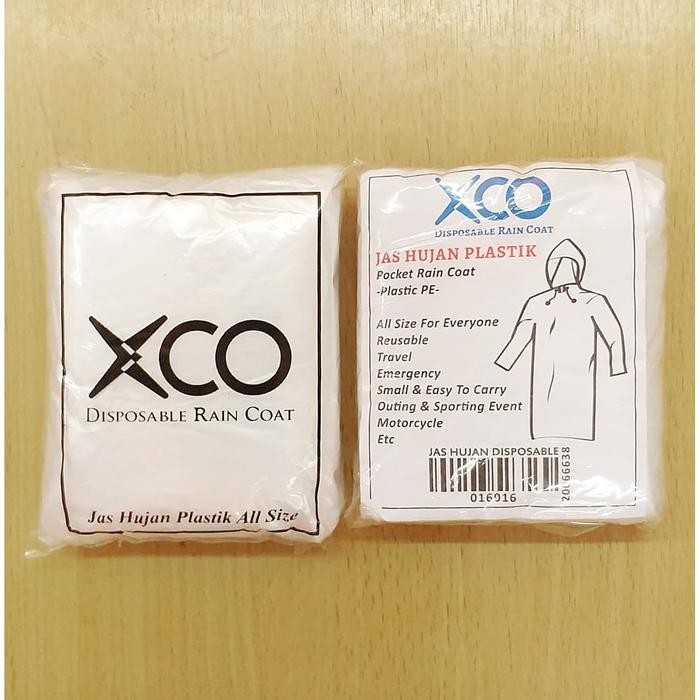 XCO
DISPOSABLE RAIN COAT
Jas Hujan Plastik All Size
XCO
DISPOSABLE RAIN COAT
JAS HUJAN PLASTIK
Pocket Rain Coat
-Plastic PE-
All Size For Everyone
Reusable
Travel
Emergency
Small & Easy To Carry
Outing & Sporting Event
Motorcycle
Etc
JAS HUJAN DISPOSABLE
016916
20066638